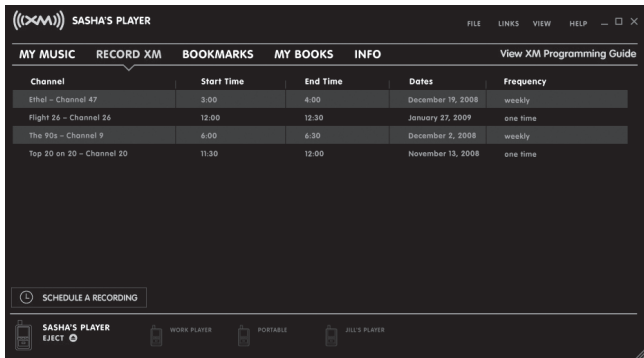 ((XM)) SASHA'S PLAYER
FILE LINKS VIEW HELP
MY MUSIC RECORD XM BOOKMARKS MY BOOKS INFO View XM Programming Guide
Channel Start Time End Time Dates Frequency
Ethel – Channel 47 3:00 4:00 December 19, 2008 weekly
Flight 26 – Channel 26 12:00 12:30 January 27, 2009 one time
The 90s – Channel 9 6:00 6:30 December 2, 2008 weekly
Top 20 on 20 – Channel 20 11:30 12:00 November 13, 2008 one time
SCHEDULE A RECORDING
SASHA'S PLAYER WORK PLAYER PORTABLE JILL'S PLAYER
EJECT